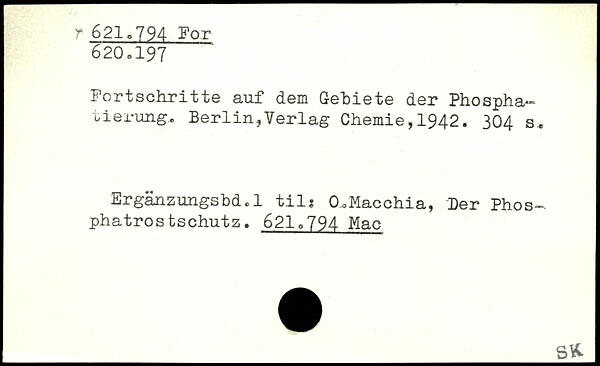 621.794 For
620.197
Fortschritte auf dem Gebiete der Phospha-
tierung. Berlin,Verlag Chemie,1942. 304 s.
Ergänzungsbd.1 til: O.Macchia, Der Phos-
phatrostschutz. 621.794 Mac
SK